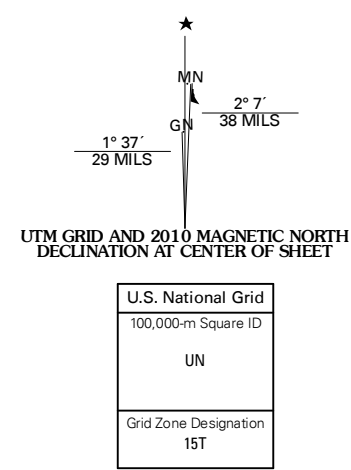 MN
2° 7´
38 MILS
GN
1° 37´
29 MILS
UTM GRID AND 2010 MAGNETIC NORTH
DECLINATION AT CENTER OF SHEET
U.S. National Grid
100,000-m Square ID
UN
Grid Zone Designation
15T